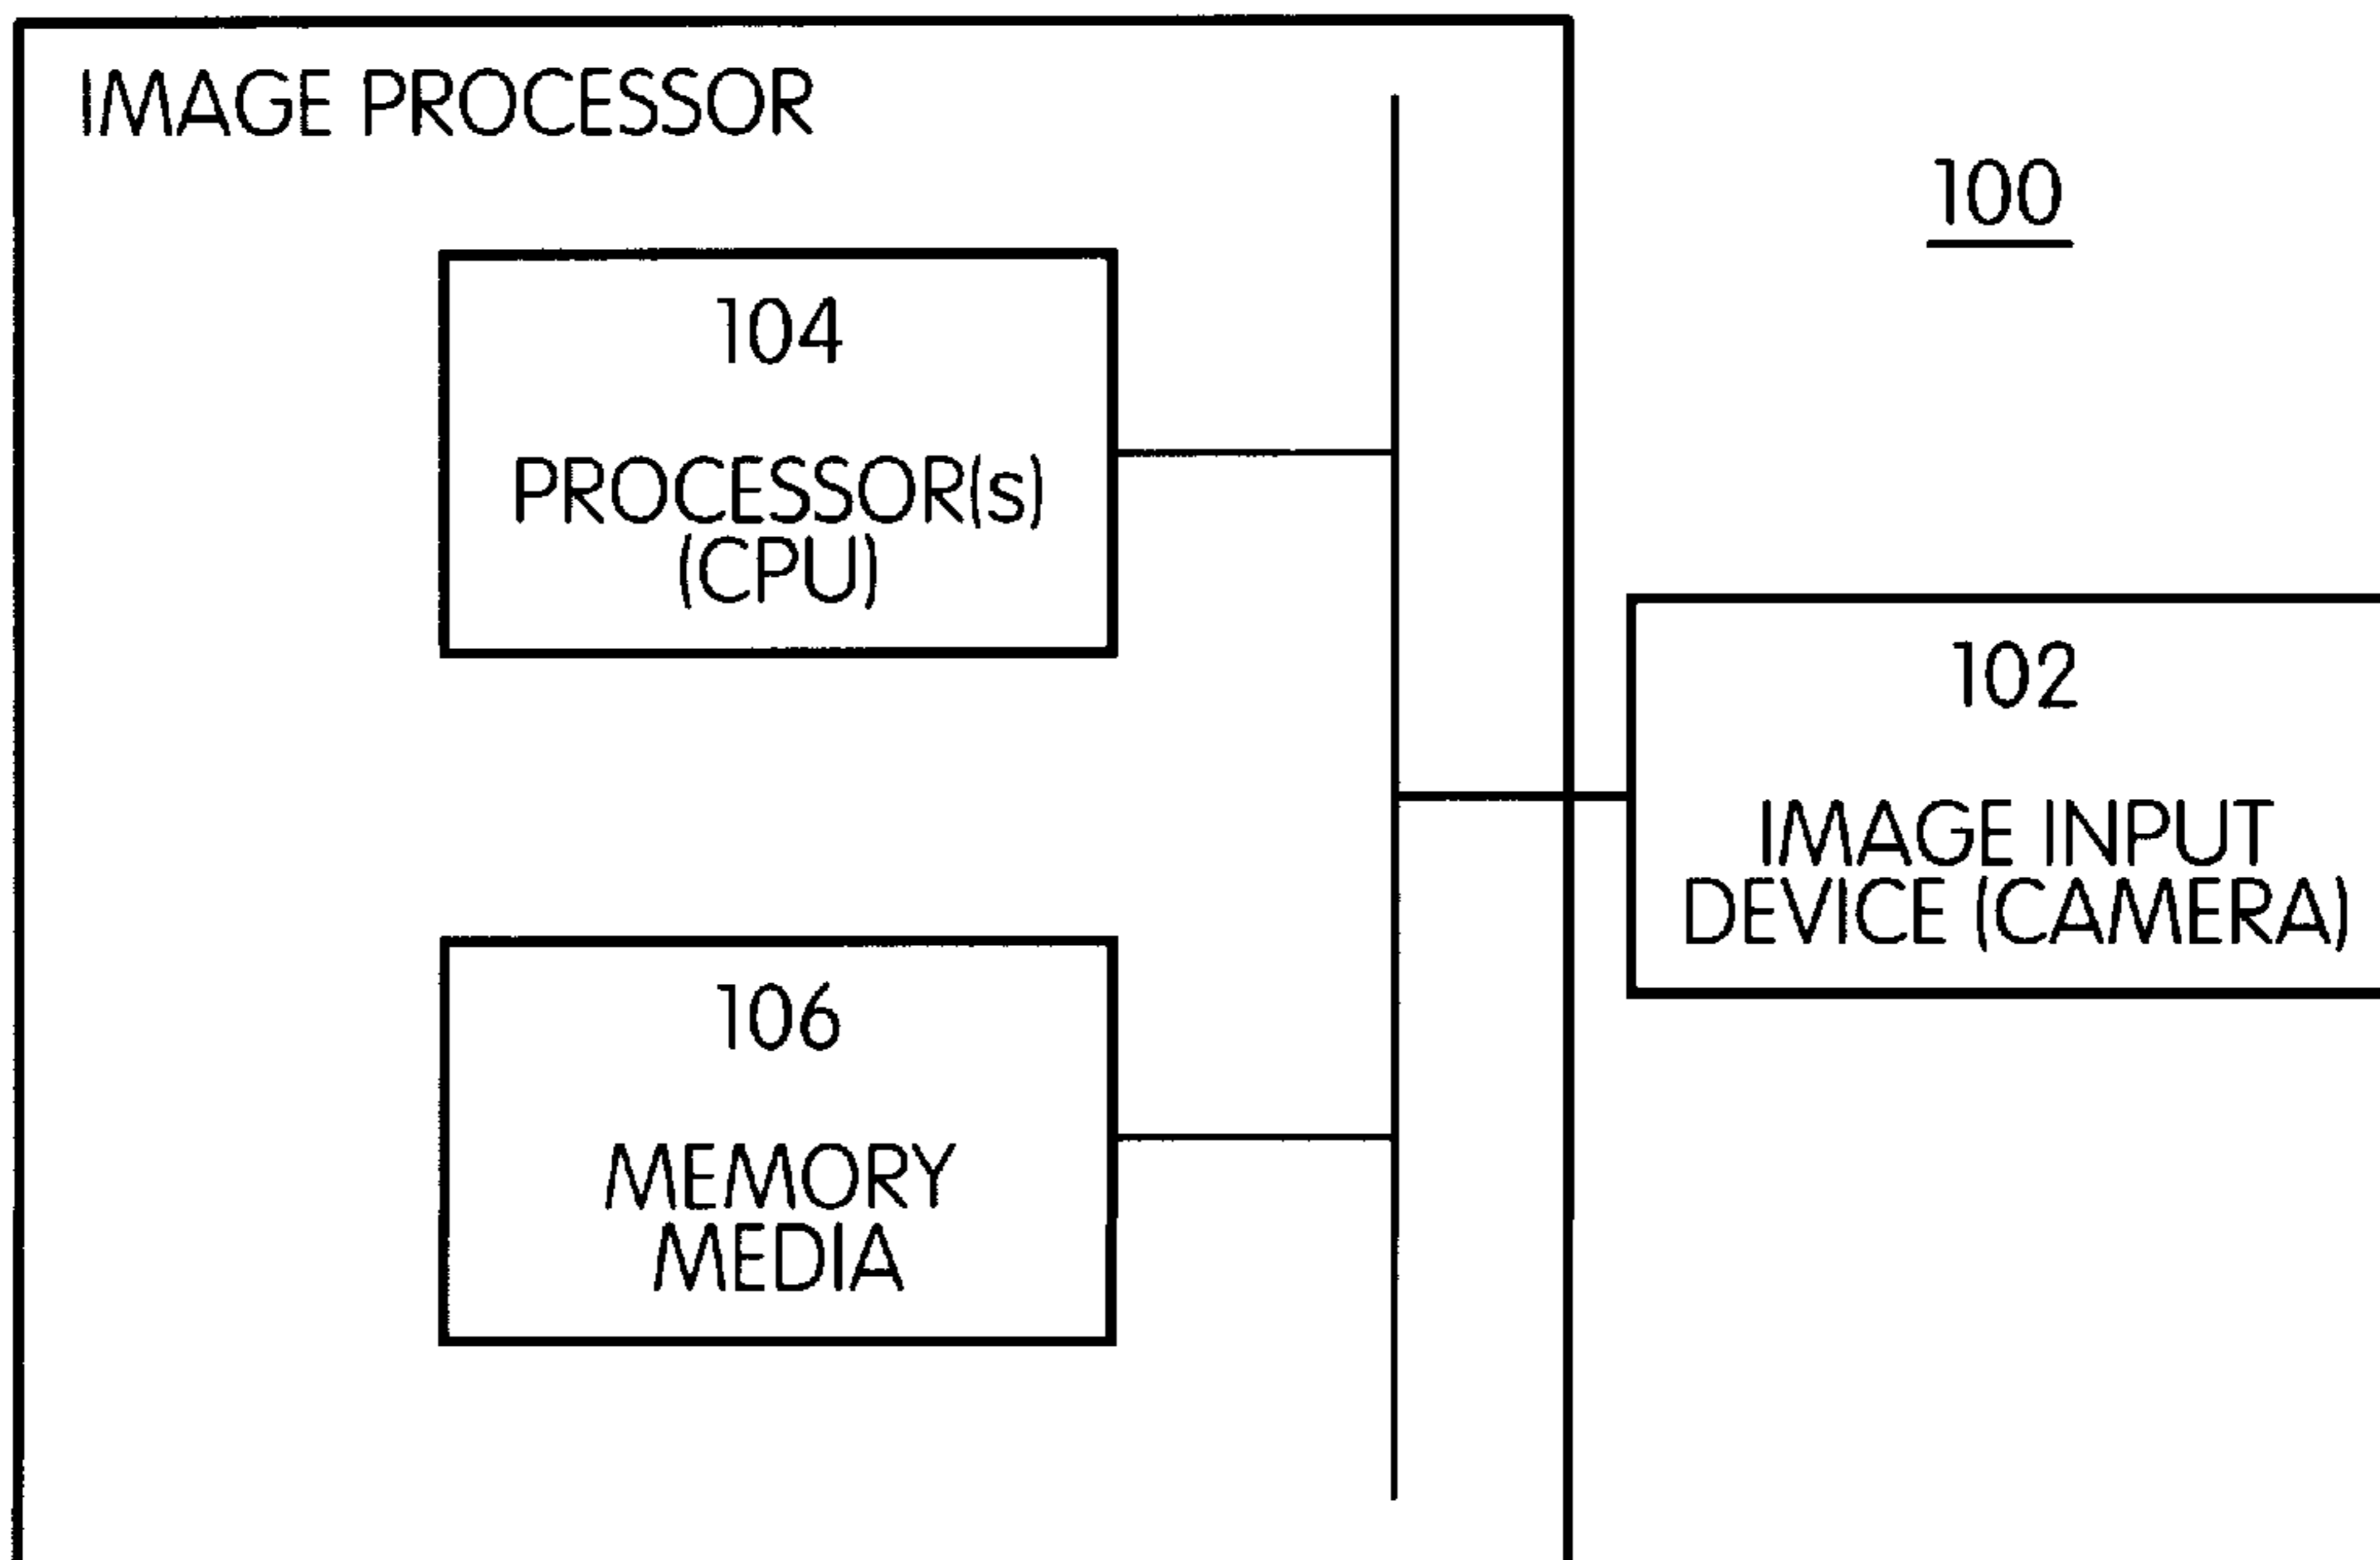 IMAGE PROCESSOR
100
104
PROCESSOR(s)
(CPU)
102
IMAGE INPUT
DEVICE (CAMERA)
106
MEMORY
MEDIA